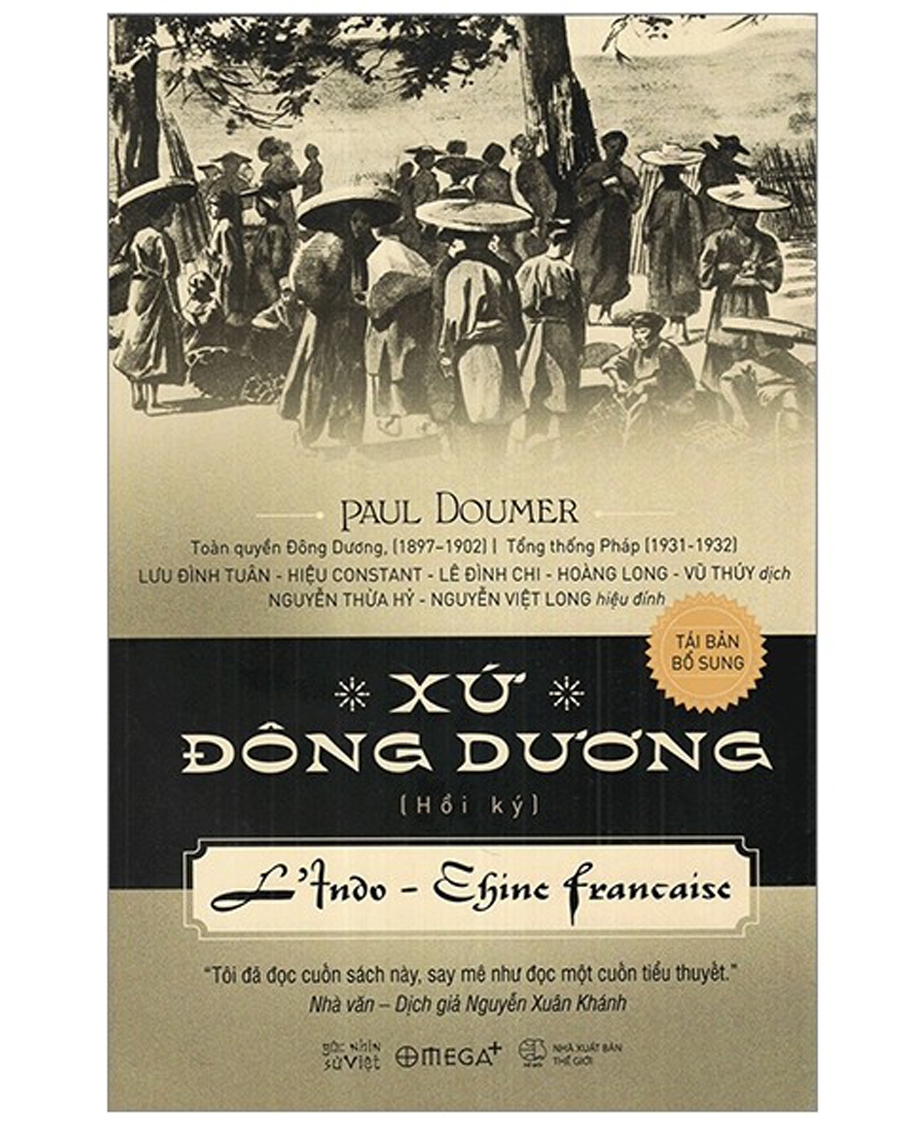 PAUL DOUMER
Toàn quyền Đông Dương, (1897-1902) | Tổng thống Pháp (1931-1932)
LƯU ĐÌNH TUÂN - HIỆU CONSTANT - LÊ ĐÌNH CHI - HOÀNG LONG - VŨ THÚY dịch
NGUYỄN THỪA HỶ - NGUYỄN VIỆT LONG hiệu đính
TÁI BẢN
BỔ SUNG
XỨ
ĐÔNG DƯƠNG
(Hồi ký)
L'Indo - Chine francaise
“Tôi đã đọc cuốn sách này, say mê như đọc một cuốn tiểu thuyết.”
Nhà văn – Dịch giả Nguyễn Xuân Khánh
góc nhìn
sử việt
OMEGA+
NHÀ XUẤT BẢN
THẾ GIỚI